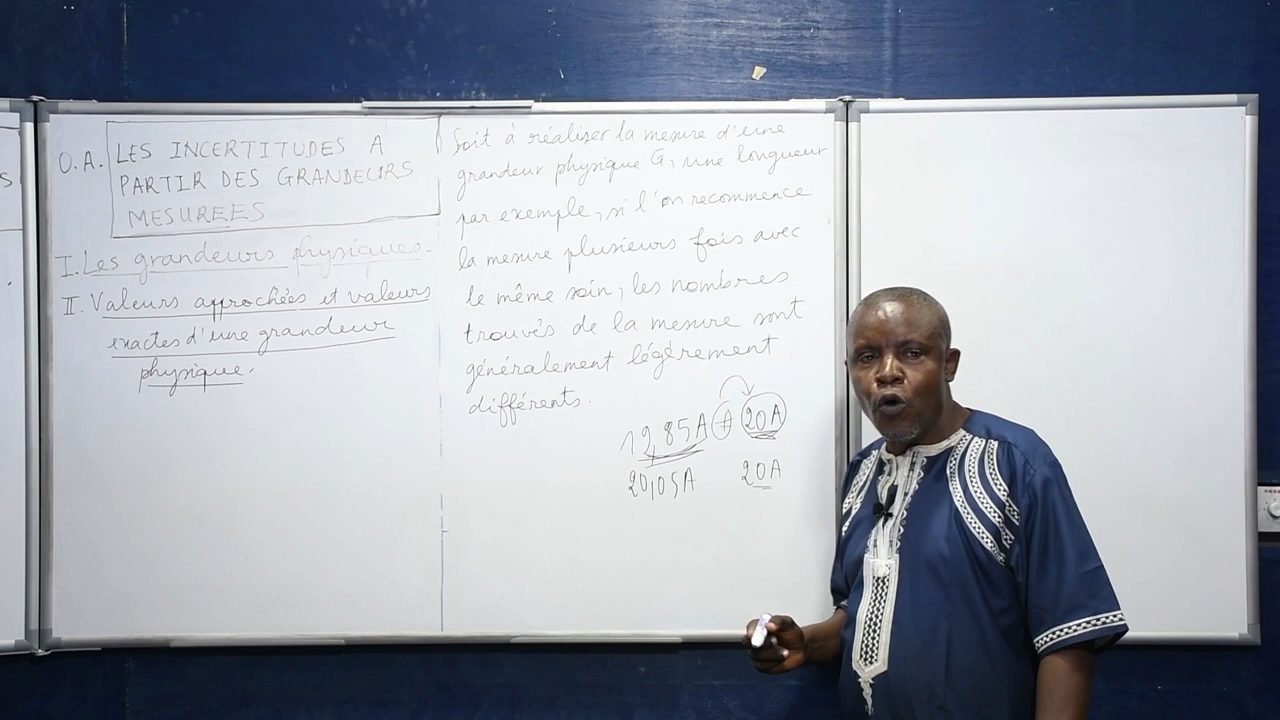 S
O.A. LES INCERTITUDES A
PARTIR DES GRANDEURS
MESUREES
I. Les grandeurs physiques.
II. Valeurs approchées et valeurs
exactes d'une grandeur
physique.
Soit à réaliser la mesure d'une
grandeur physique G, une longueur
par exemple, si l'on recommence
la mesure plusieurs fois avec
le même soin, les nombres
trouvés de la mesure sont
généralement légèrement
différents.
19,85A ≠ 20A
20,05A 20A